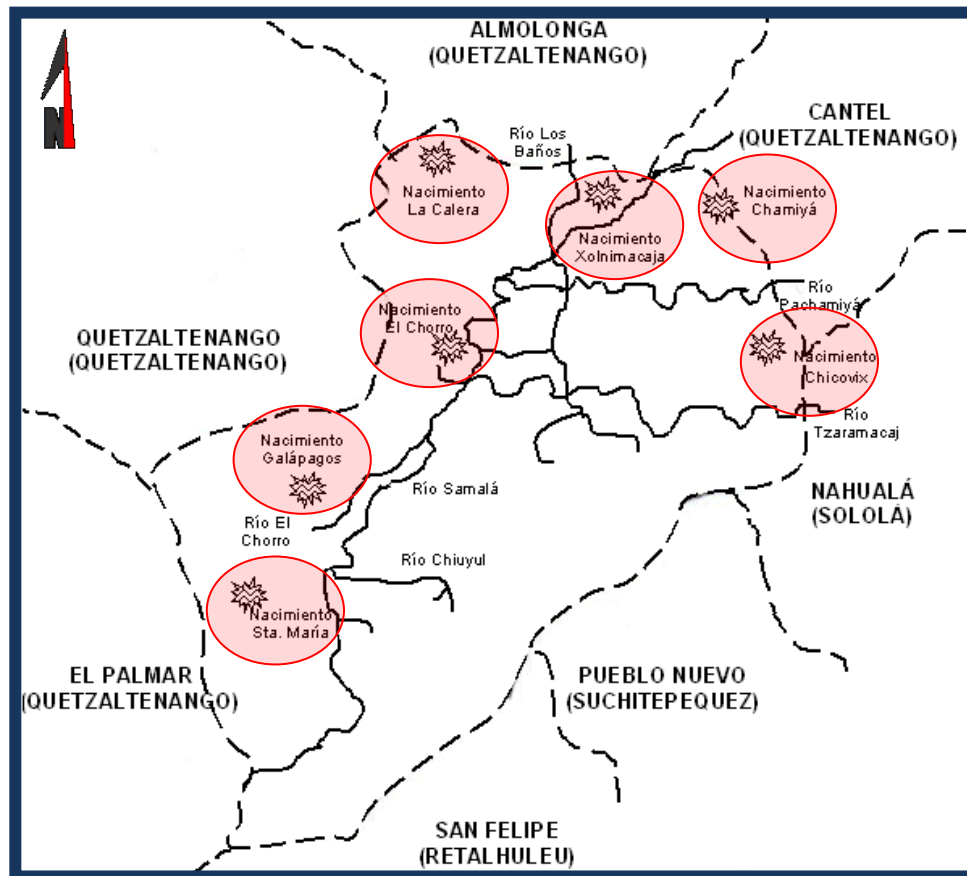 ALMOLONGA
(QUETZALTENANGO)
CANTEL
(QUETZALTENANGO)
Río Los
Baños
Nacimiento
La Calera
Nacimiento
Xolnimacaja
Nacimiento
Chamiyá
Río
Pachamiyá
Nacimiento
El Chorro
QUETZALTENANGO
(QUETZALTENANGO)
Nacimiento
Chicovix
Río
Tzaramacaj
Nacimiento
Galápagos
Río Samalá
NAHUALÁ
(SOLOLÁ)
Río El
Chorro
Río Chiuyul
Nacimiento
Sta. María
EL PALMAR
(QUETZALTENANGO)
PUEBLO NUEVO
(SUCHITEPEQUEZ)
SAN FELIPE
(RETALHULEU)
N